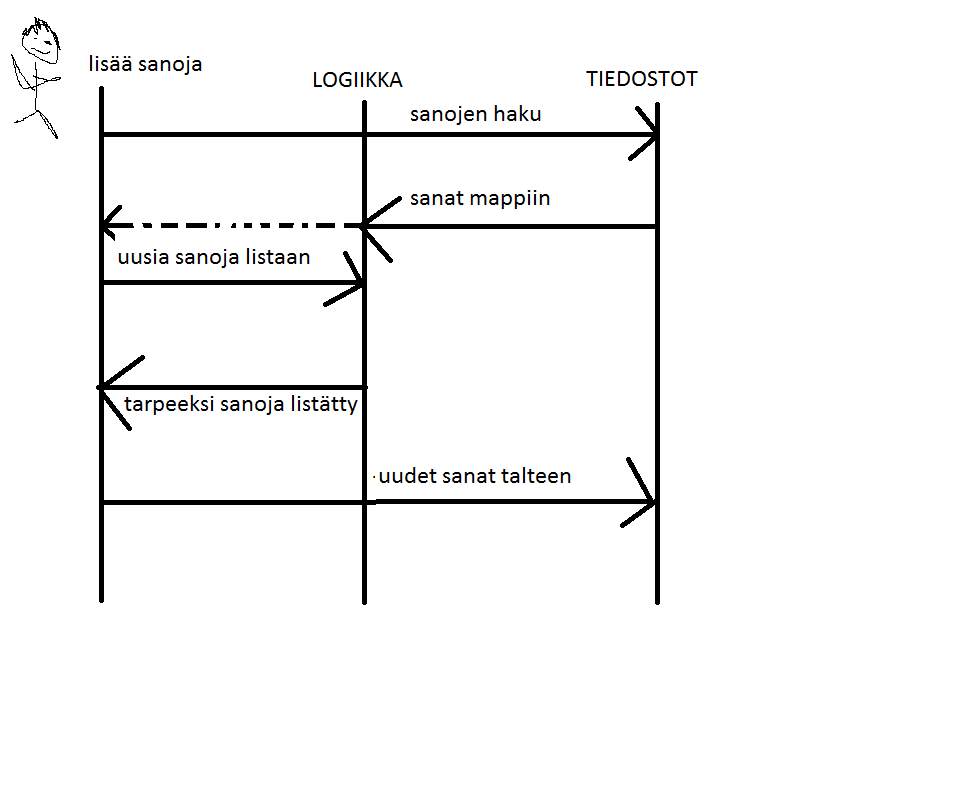 lisää sanoja
LOGIIKKA
TIEDOSTOT
sanojen haku
sanat mappiin
uusia sanoja listaan
tarpeeksi sanoja listätty
uudet sanat talteen